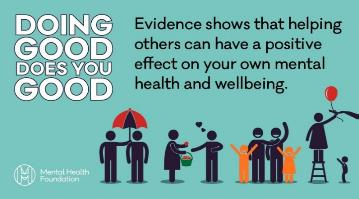 DOING
GOOD
DOES YOU
GOOD
Evidence shows that helping
others can have a positive
effect on your own mental
health and wellbeing.
Mental Health
Foundation